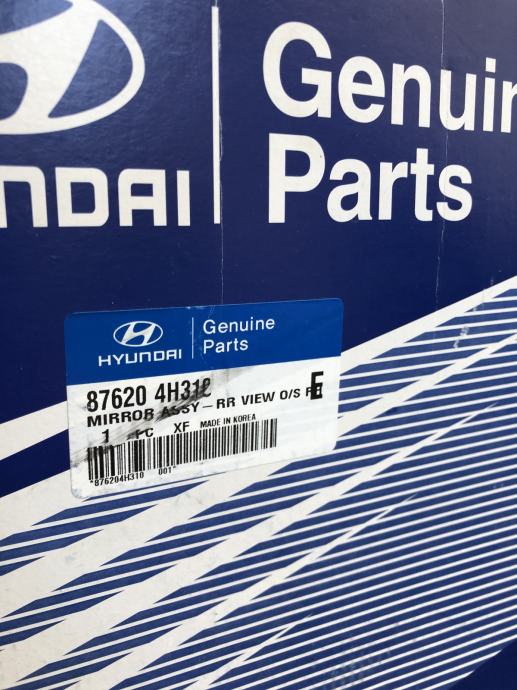 NDAI
Genuin
Parts
HYUNDAI
Genuine
Parts
87620 4H310
E
MIRROR ASSY-RR VIEW O/S
1 PC XF MADE IN KOREA
*876204H310 001*